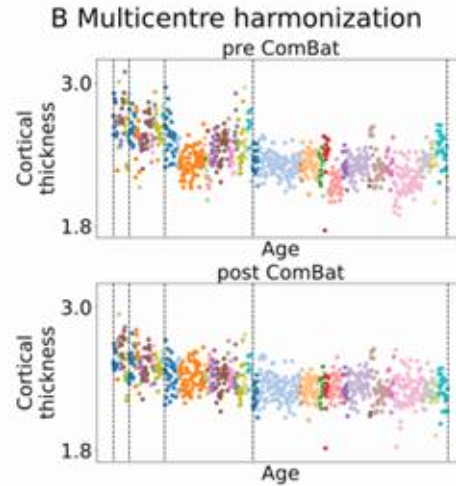 B Multicentre harmonization
pre ComBat
3.0
Cortical
thickness
1.8
Age
post ComBat
3.0
Cortical
thickness
1.8
Age